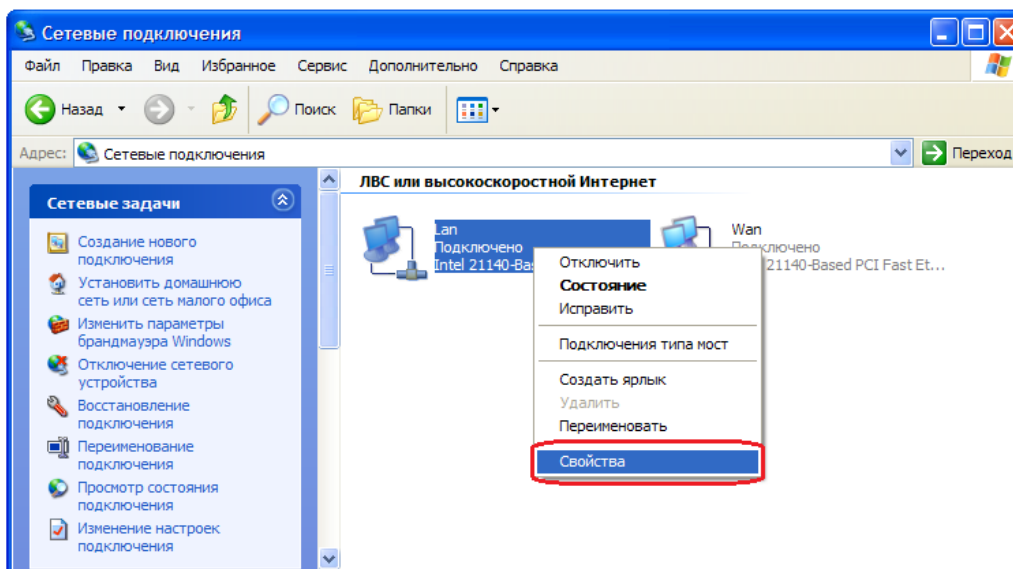 Сетевые подключения
Файл Правка Вид Избранное Сервис Дополнительно Справка
Назад Поиск Папки
Адрес: Сетевые подключения Переход
ЛВС или высокоскоростной Интернет
Сетевые задачи
Создание нового
подключения
Установить домашнюю
сеть или сеть малого офиса
Изменить параметры
брандмауэра Windows
Отключение сетевого
устройства
Восстановление
подключения
Переименование
подключения
Просмотр состояния
подключения
Изменение настроек
подключения
Lan
Подключено
Intel 21140-Bas
Wan
Подключено
21140-Based PCI Fast Et...
Отключить
Состояние
Исправить
Подключения типа мост
Создать ярлык
Удалить
Переименовать
Свойства